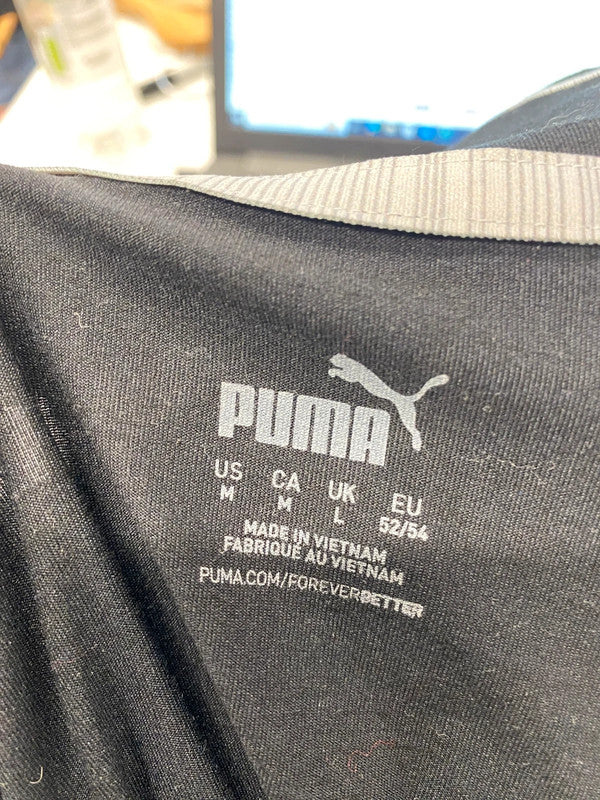 PUMA
US CA UK EU
M M L 52/54
MADE IN VIETNAM
FABRIQUÉ AU VIETNAM
PUMA.COM/FOREVERBETTER